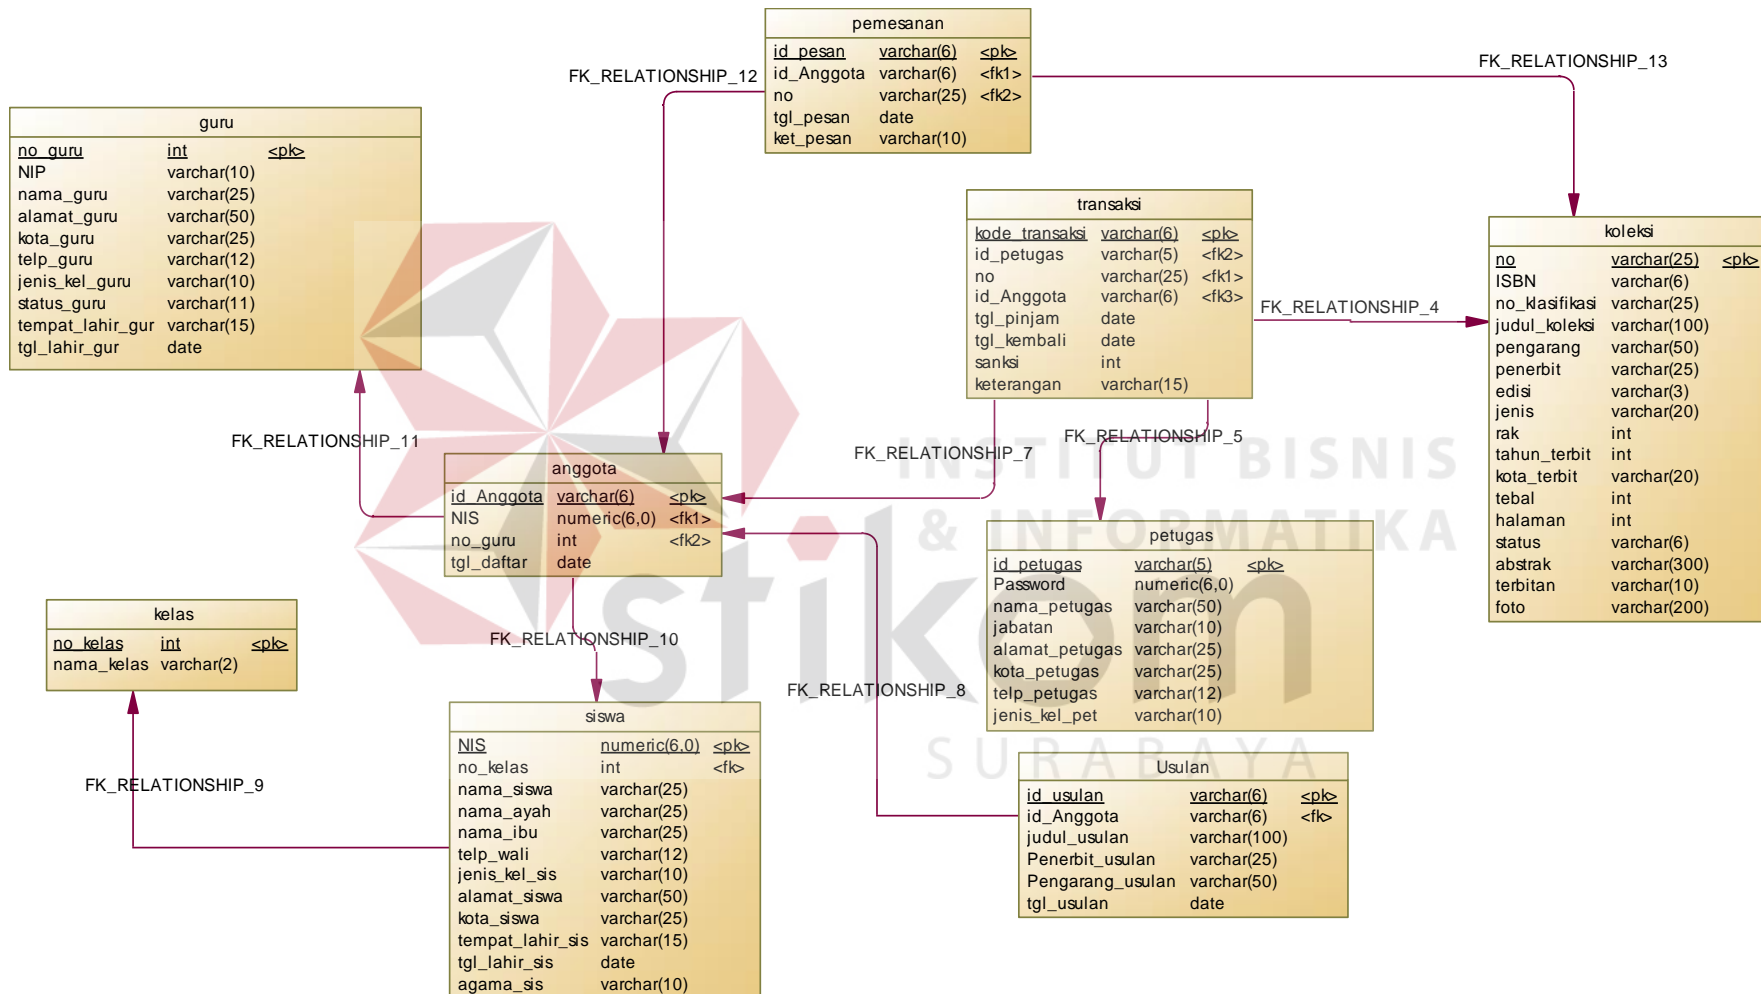 pemesanan
id_pesan varchar(6) <pk>
id_Anggota varchar(6) <fk1>
no varchar(25) <fk2>
tgl_pesan date
ket_pesan varchar(10)
FK_RELATIONSHIP_12
FK_RELATIONSHIP_13
guru
no_guru int <pk>
NIP varchar(10)
nama_guru varchar(25)
alamat_guru varchar(50)
kota_guru varchar(25)
telp_guru varchar(12)
jenis_kel_guru varchar(10)
status_guru varchar(11)
tempat_lahir_gur varchar(15)
tgl_lahir_gur date
transaksi
kode_transaksi varchar(6) <pk>
id_petugas varchar(5) <fk2>
no varchar(25) <fk1>
id_Anggota varchar(6) <fk3>
tgl_pinjam date
tgl_kembali date
sanksi int
keterangan varchar(15)
FK_RELATIONSHIP_4
koleksi
no varchar(25) <pk>
ISBN varchar(6)
no_klasifikasi varchar(25)
judul_koleksi varchar(100)
pengarang varchar(50)
penerbit varchar(25)
edisi varchar(3)
jenis varchar(20)
rak int
tahun_terbit int
kota_terbit varchar(20)
tebal int
halaman int
status varchar(6)
abstrak varchar(300)
terbitan varchar(10)
foto varchar(200)
FK_RELATIONSHIP_11
FK_RELATIONSHIP_7
FK_RELATIONSHIP_5
anggota
id_Anggota varchar(6) <pk>
NIS numeric(6,0) <fk1>
no_guru int <fk2>
tgl_daftar date
INSTITUT BISNIS
& INFORMATIKA
stikom
SURABAYA
petugas
id_petugas varchar(5) <pk>
Password numeric(6,0)
nama_petugas varchar(50)
jabatan varchar(10)
alamat_petugas varchar(25)
kota_petugas varchar(25)
telp_petugas varchar(12)
jenis_kel_pet varchar(10)
kelas
no_kelas int <pk>
nama_kelas varchar(2)
FK_RELATIONSHIP_10
FK_RELATIONSHIP_8
FK_RELATIONSHIP_9
siswa
NIS numeric(6,0) <pk>
no_kelas int <fk>
nama_siswa varchar(25)
nama_ayah varchar(25)
nama_ibu varchar(25)
telp_wali varchar(12)
jenis_kel_sis varchar(10)
alamat_siswa varchar(50)
kota_siswa varchar(25)
tempat_lahir_sis varchar(15)
tgl_lahir_sis date
agama_sis varchar(10)
Usulan
id_usulan varchar(6) <pk>
id_Anggota varchar(6) <fk>
judul_usulan varchar(100)
Penerbit_usulan varchar(25)
Pengarang_usulan varchar(50)
tgl_usulan date